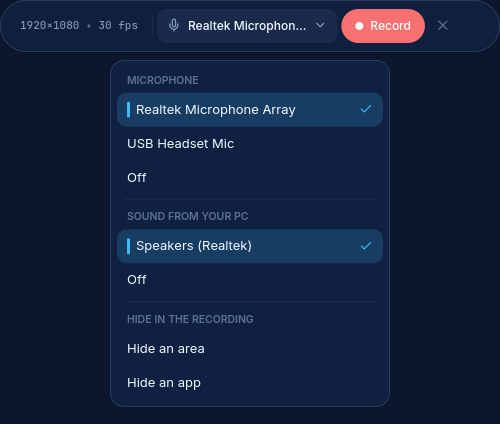 1920×1080 • 30 fps
Realtek Microphon...
Record
MICROPHONE
Realtek Microphone Array
USB Headset Mic
Off
SOUND FROM YOUR PC
Speakers (Realtek)
Off
HIDE IN THE RECORDING
Hide an area
Hide an app